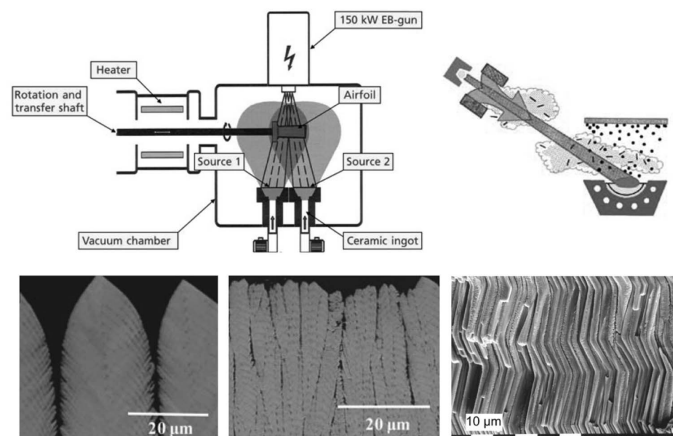 150 kW EB-gun
Heater
Rotation and
transfer shaft
Airfoil
Source 1
Source 2
Vacuum chamber
Ceramic ingot
20 µm
20 µm
10 µm